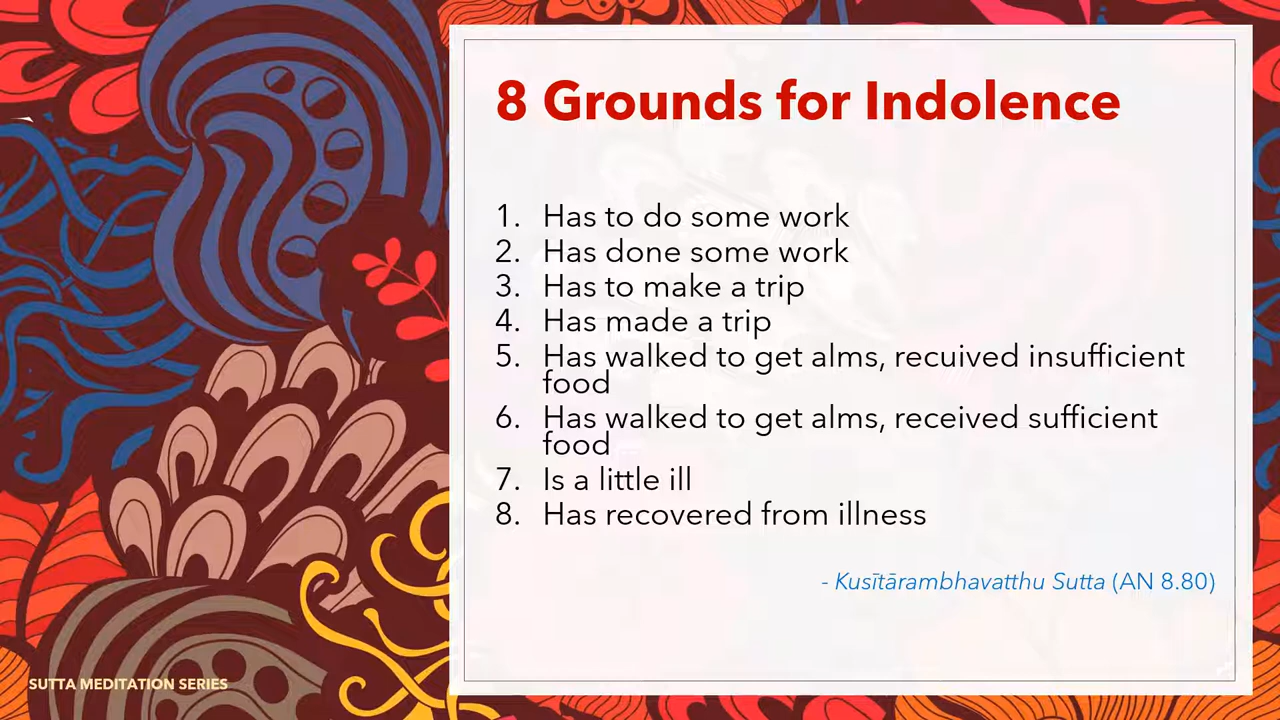 8 Grounds for Indolence
1. Has to do some work
2. Has done some work
3. Has to make a trip
4. Has made a trip
5. Has walked to get alms, recuived insufficient
food
6. Has walked to get alms, received sufficient
food
7. Is a little ill
8. Has recovered from illness
- Kusītārambhavatthu Sutta (AN 8.80)
SUTTA MEDITATION SERIES